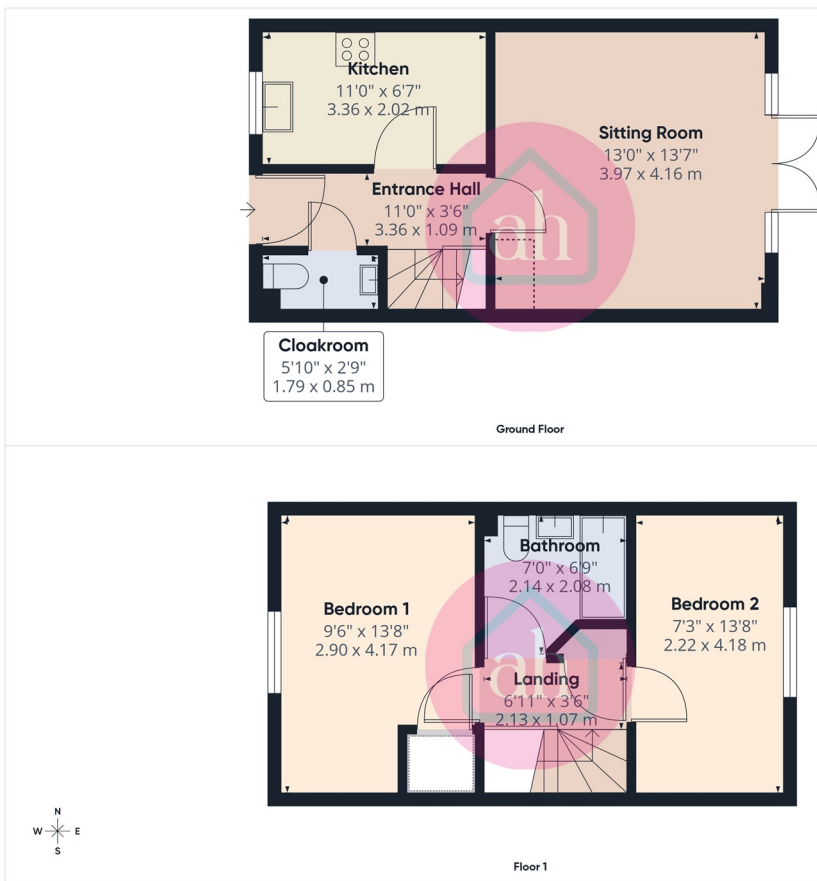 Kitchen
11'0" x 6'7"
3.36 x 2.02 m
Sitting Room
13'0" x 13'7"
3.97 x 4.16 m
Entrance Hall
11'0" x 3'6"
3.36 x 1.09 m
ah
Cloakroom
5'10" x 2'9"
1.79 x 0.85 m
Ground Floor
Bathroom
7'0" x 6'9"
2.14 x 2.08 m
Bedroom 1
9'6" x 13'8"
2.90 x 4.17 m
Bedroom 2
7'3" x 13'8"
2.22 x 4.18 m
ah
Landing
6'11" x 3'6"
2.13 x 1.07 m
N
W E
S
Floor 1